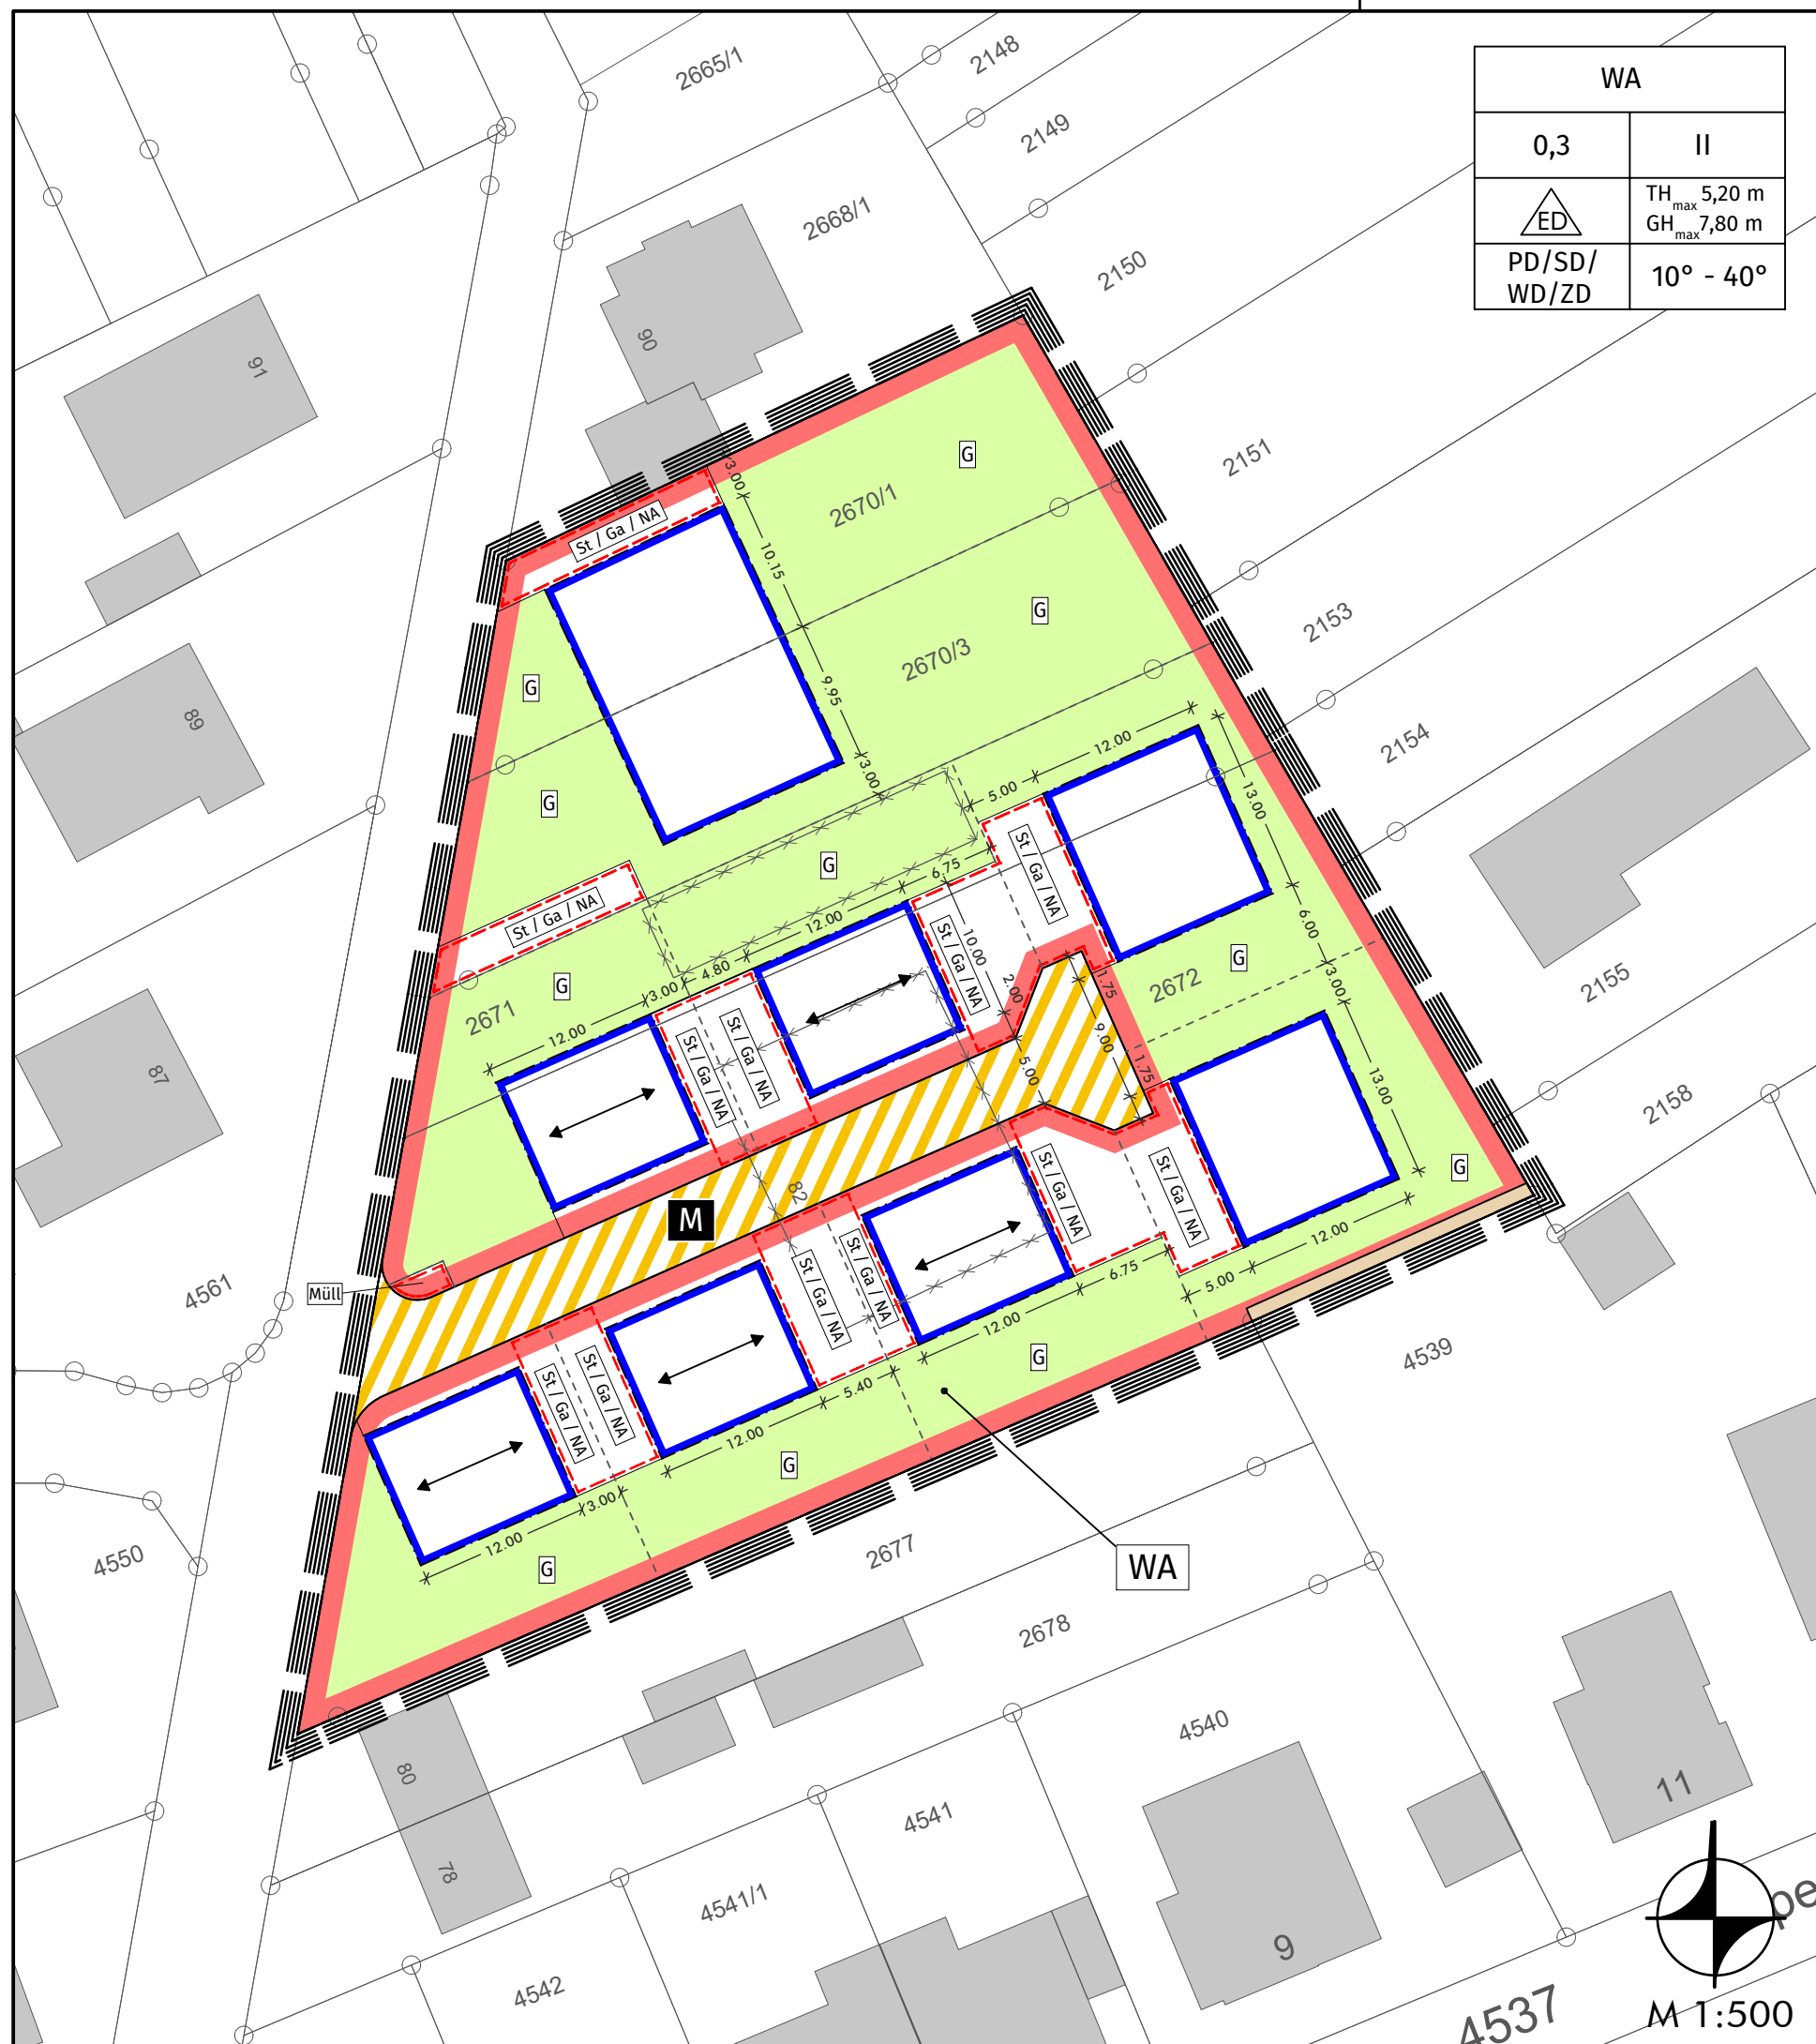 WA
0,3
II
ED
THmax 5,20 m
GHmax 7,80 m
PD/SD/
WD/ZD
10° - 40°
2665/1
2148
2149
2668/1
2150
90
91
2151
3.00
G
2670/1
St / Ga / NA
10.15
2153
G
2670/3
G
9.95
89
2154
12.00
3.00
5.00
13.00
G
G
6.75
St / Ga / NA
St / Ga / NA
12.00
6.00
10.00
St / Ga / NA
G
4.80
3.00
G
2671
2.00
1.75
2672
3.00
2155
12.00
St / Ga / NA
St / Ga / NA
9.00
5.00
1.75
13.00
87
2158
82
M
St / Ga / NA
St / Ga / NA
G
4561
Müll
St / Ga / NA
St / Ga / NA
12.00
6.75
5.00
12.00
G
4539
St / Ga / NA
St / Ga / NA
5.40
12.00
G
3.00
12.00
G
4550
2677
WA
2678
4540
80
78
4541
11
4541/1
9
pe
4542
4537
M 1:500